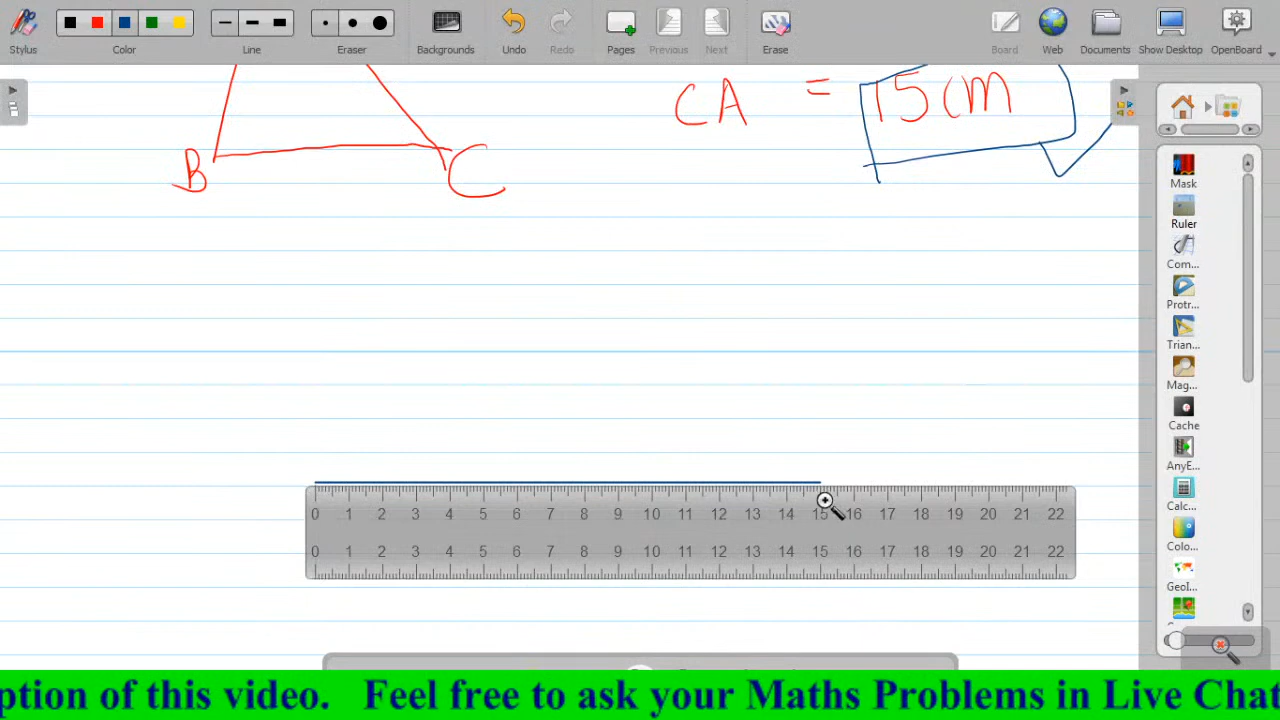 Stylus Color Line Eraser Backgrounds Undo Redo Pages Previous Next Erase Board Web Documents Show Desktop OpenBoard
CA = 15cm
B C
Mask
Ruler
Com...
Protr...
Trian...
Mag...
Cache
AnyE...
Calc...
Colo...
GeoI...
0 1 2 3 4 5 6 7 8 9 10 11 12 13 14 15 16 17 18 19 20 21 22
0 1 2 3 4 5 6 7 8 9 10 11 12 13 14 15 16 17 18 19 20 21 22
ption of this video. Feel free to ask your Maths Problems in Live Chat